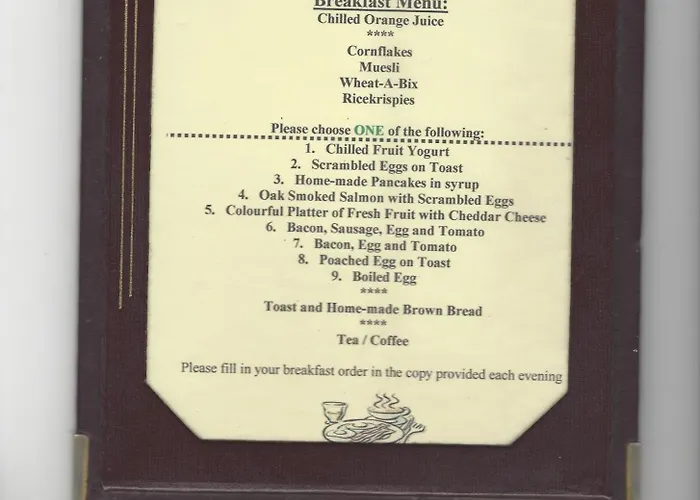 Breakfast Menu:
Chilled Orange Juice
****
Cornflakes
Muesli
Wheat-A-Bix
Ricekrispies
Please choose ONE of the following:
1. Chilled Fruit Yogurt
2. Scrambled Eggs on Toast
3. Home-made Pancakes in syrup
4. Oak Smoked Salmon with Scrambled Eggs
5. Colourful Platter of Fresh Fruit with Cheddar Cheese
6. Bacon, Sausage, Egg and Tomato
7. Bacon, Egg and Tomato
8. Poached Egg on Toast
9. Boiled Egg
****
Toast and Home-made Brown Bread
****
Tea / Coffee
Please fill in your breakfast order in the copy provided each evening